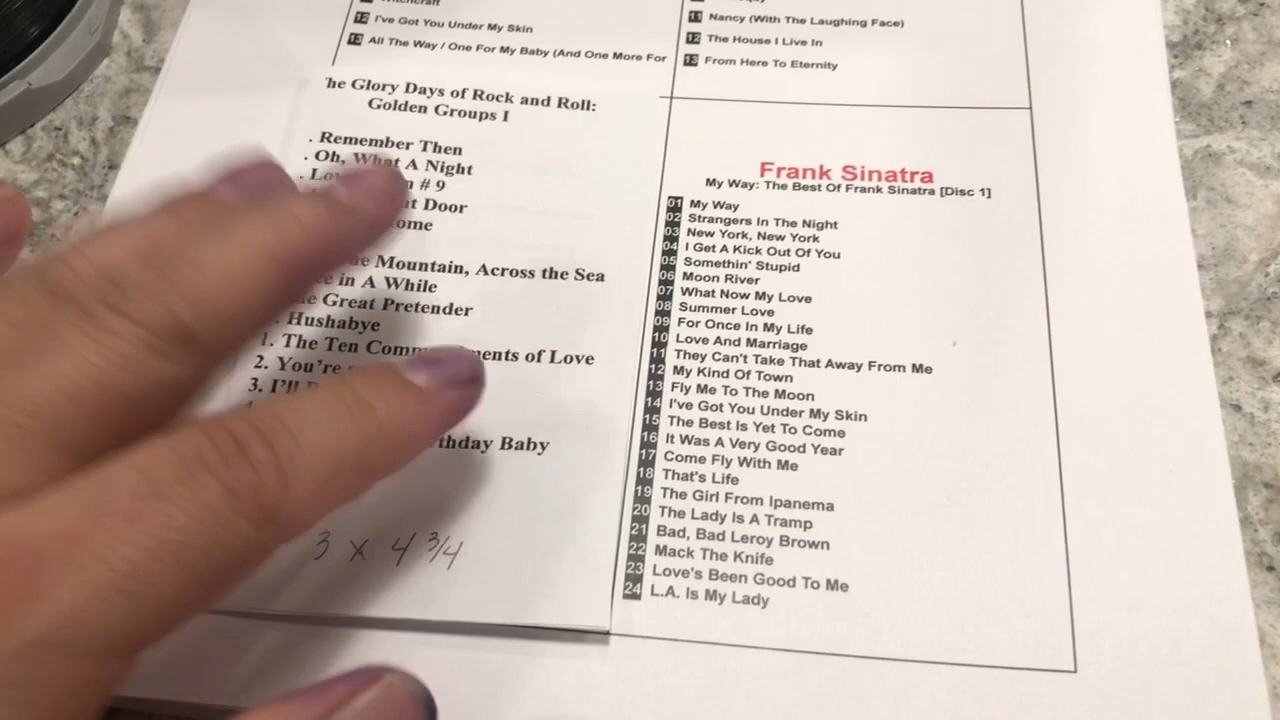 12 I've Got You Under My Skin
13 All The Way / One For My Baby (And One More For
11 Nancy (With The Laughing Face)
12 The House I Live In
13 From Here To Eternity
he Glory Days of Rock and Roll:
Golden Groups I
. Remember Then
. Oh, What A Night
# 9
Door
Mountain, Across the Sea
in A While
Great Pretender
. Hushabye
1. The Ten of Love
2. You're
3. I'll
Baby
3 x 4 3/4
Frank Sinatra
My Way: The Best Of Frank Sinatra [Disc 1]
01 My Way
02 Strangers In The Night
03 New York, New York
04 I Get A Kick Out Of You
05 Somethin' Stupid
06 Moon River
07 What Now My Love
08 Summer Love
09 For Once In My Life
10 Love And Marriage
11 They Can't Take That Away From Me
12 My Kind Of Town
13 Fly Me To The Moon
14 I've Got You Under My Skin
15 The Best Is Yet To Come
16 It Was A Very Good Year
17 Come Fly With Me
18 That's Life
19 The Girl From Ipanema
20 The Lady Is A Tramp
21 Bad, Bad Leroy Brown
22 Mack The Knife
23 Love's Been Good To Me
24 L.A. Is My Lady